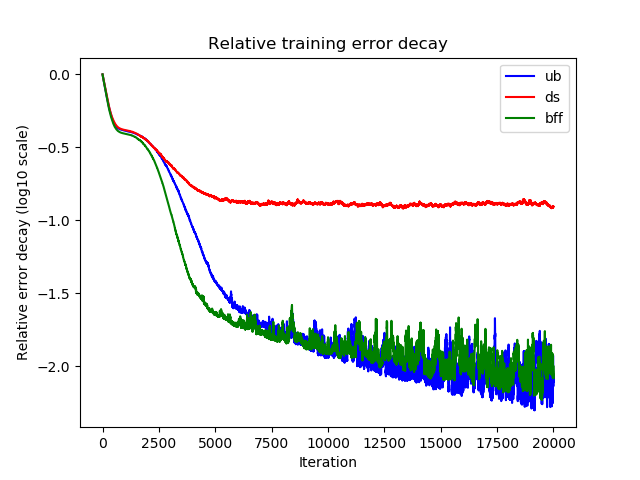 Relative training error decay
ub
ds
bff
Relative error decay (log10 scale)
0.0
−0.5
−1.0
−1.5
−2.0
0 2500 5000 7500 10000 12500 15000 17500 20000
Iteration